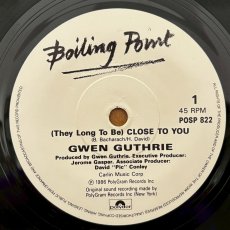 Boiling Point
1
45 RPM
POSP 822
(They Long To Be) CLOSE TO YOU
(B. Bacharach/H. David)
GWEN GUTHRIE
Produced by Gwen Guthrie, Executive Producer:
Jerome Gasper. Associate Producer:
David "Pic" Conley
Carlin Music Corp
℗ 1986 PolyGram Records Inc
Original sound recording made by
PolyGram Records Inc (New York)
polydor